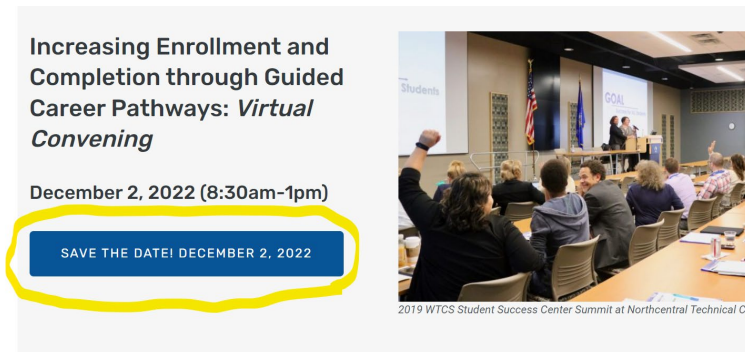 Increasing Enrollment and
Completion through Guided
Career Pathways: Virtual
Convening
December 2, 2022 (8:30am-1pm)
SAVE THE DATE! DECEMBER 2, 2022
Students
GOAL
2019 WTCS Student Success Center Summit at Northcentral Technical C